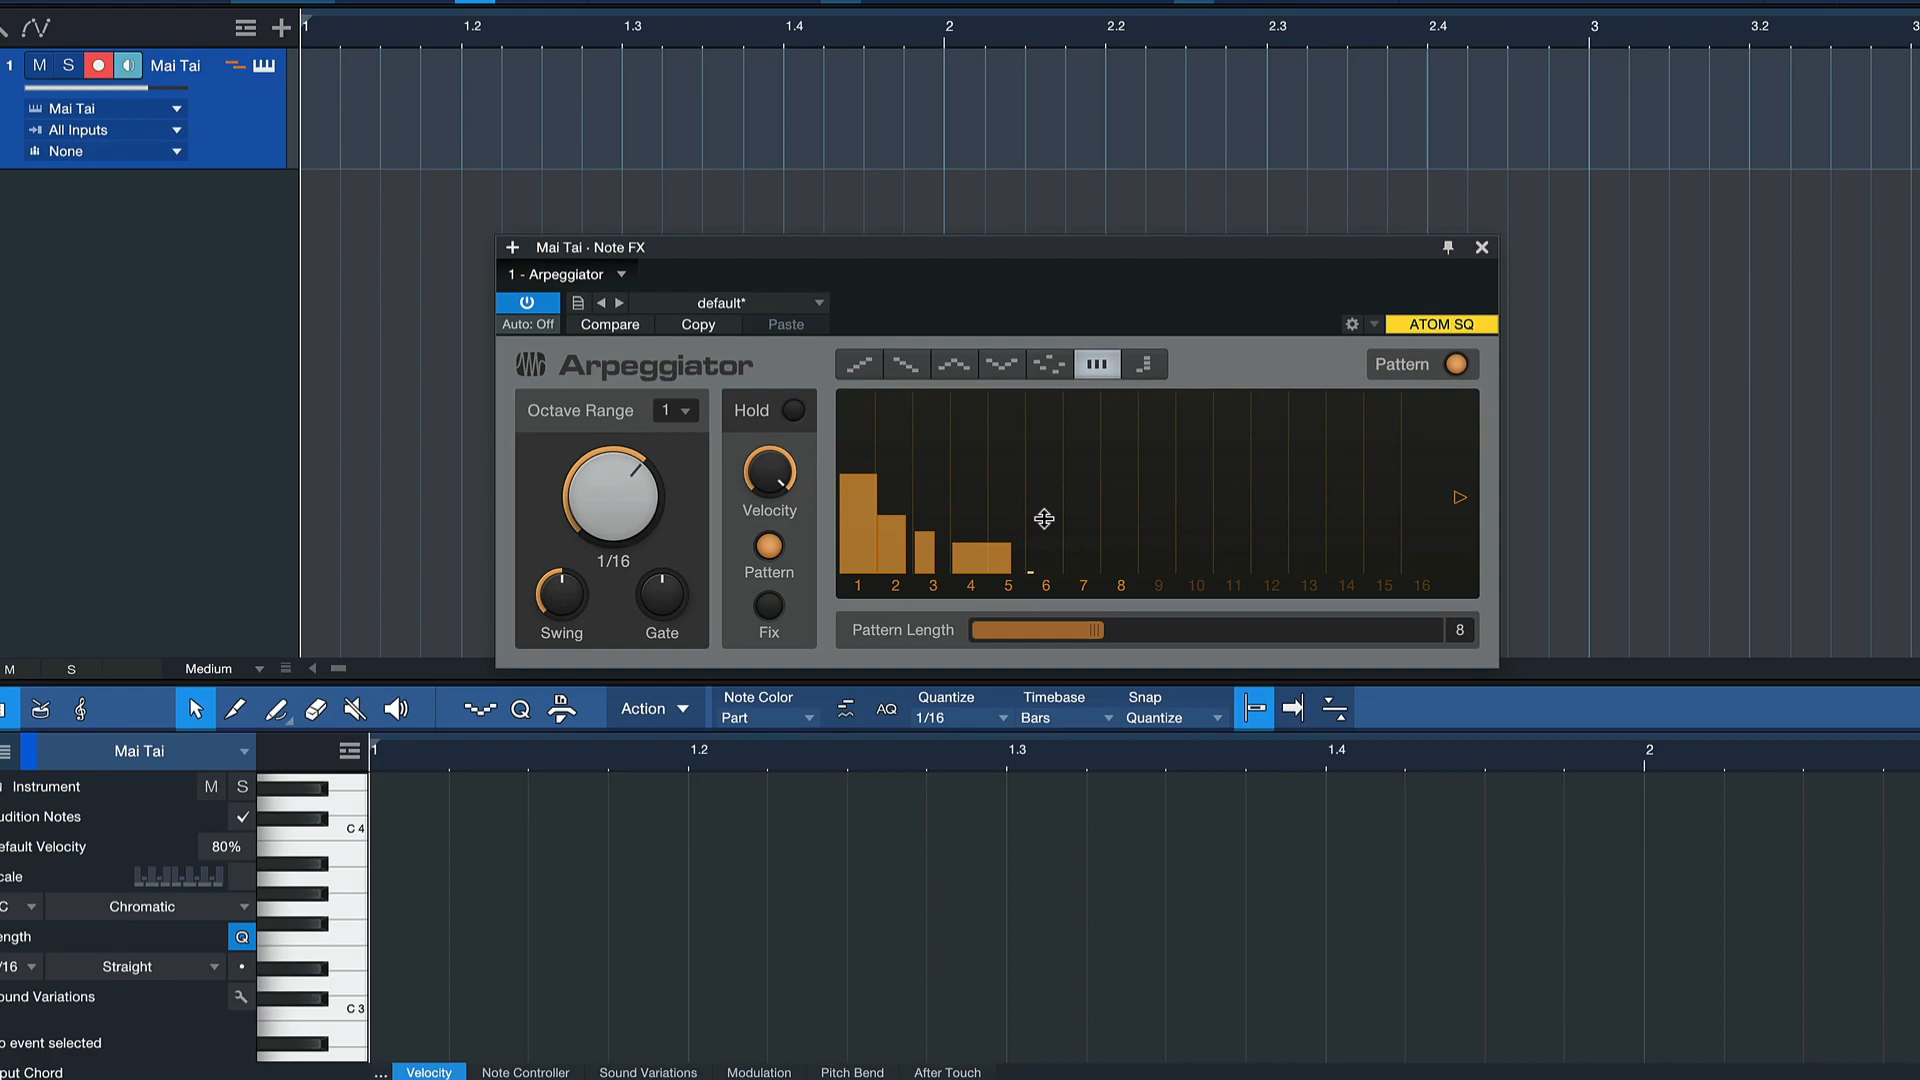 1 1.2 1.3 1.4 2 2.2 2.3 2.4 3 3.2 3
1 M S Mai Tai
Mai Tai
All Inputs
None
Mai Tai · Note FX
1 - Arpeggiator
default*
Auto: Off Compare Copy Paste ATOM SQ
Arpeggiator Pattern
Octave Range 1 Hold
Velocity
1/16
Pattern
1 2 3 4 5 6 7 8 9 10 11 12 13 14 15 16
Swing Gate Fix
Pattern Length 8
M S Medium
Action Note Color Part AQ Quantize 1/16 Timebase Bars Snap Quantize
Mai Tai 1 1.2 1.3 1.4 2
Instrument M S
udition Notes
C 4
efault Velocity 80%
cale
C Chromatic
ength Q
/16 Straight
ound Variations
C 3
o event selected
put Chord
... Velocity Note Controller Sound Variations Modulation Pitch Bend After Touch